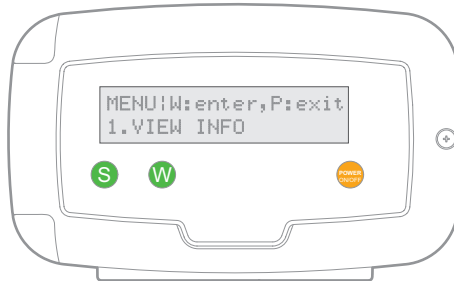 MENU¦W:enter,P:exit
1.VIEW INFO
S
W
POWER
ON/OFF